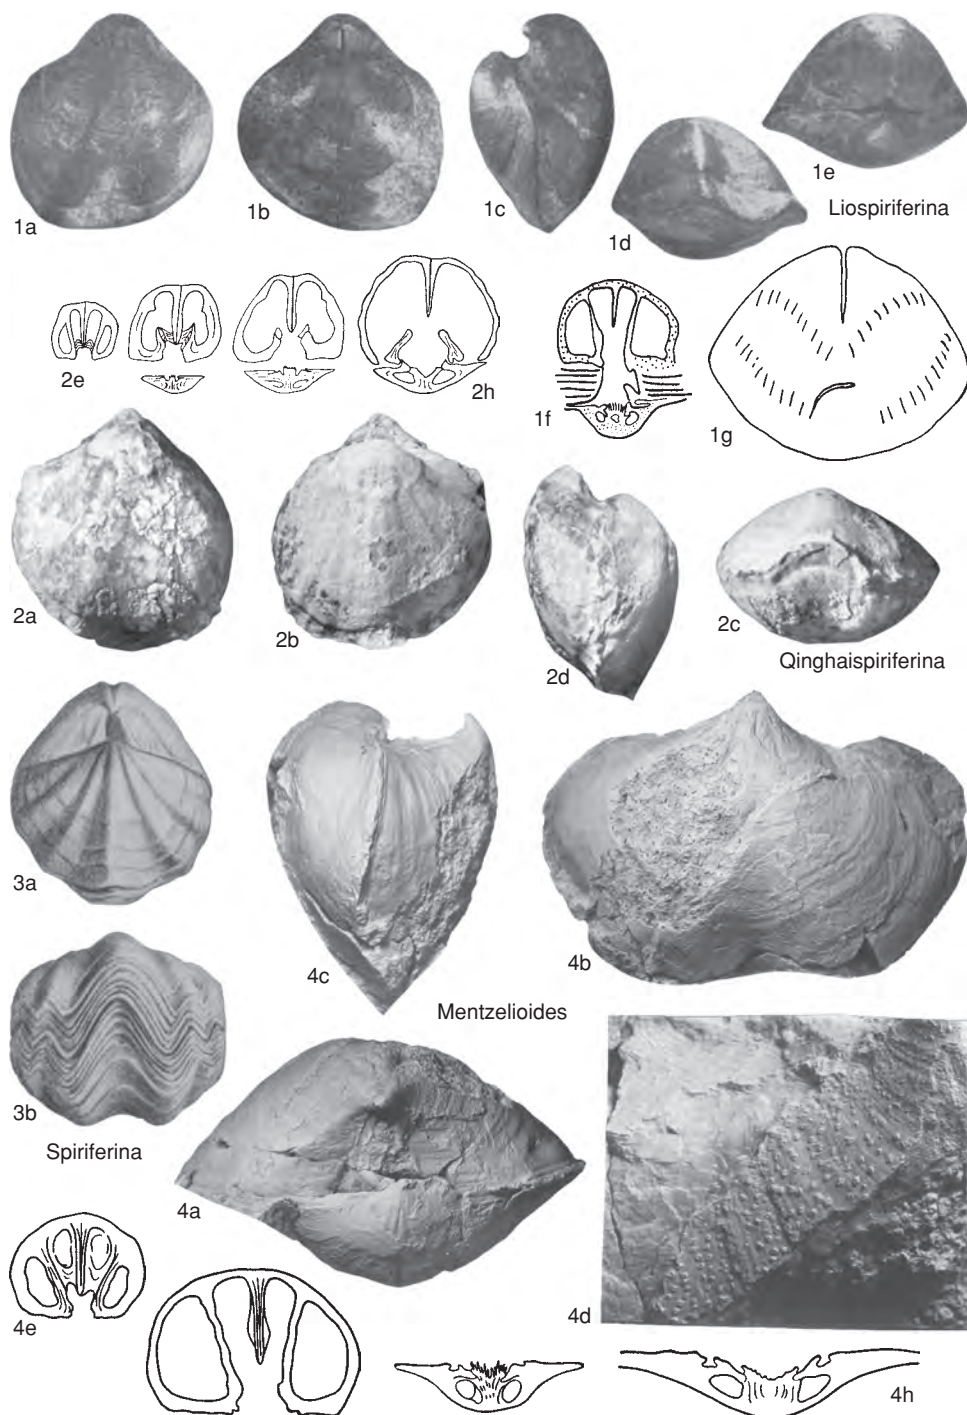 1a
1b
1c
1d
1e
Liospiriferina
2e
2h
1f
1g
2a
2b
2d
2c
Qinghaispiriferina
3a
4c
4b
Mentzelioides
3b
Spiriferina
4a
4d
4e
4h